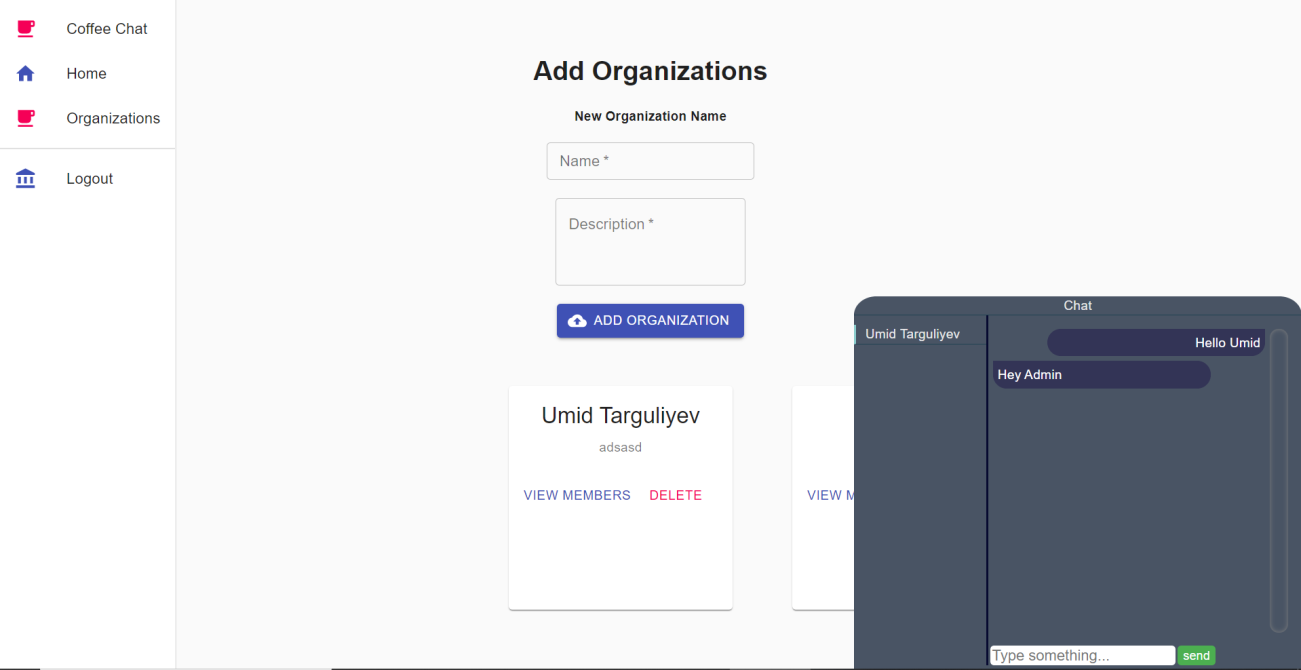 Coffee Chat
Home
Organizations
Logout
Add Organizations
New Organization Name
Name *
Description *
ADD ORGANIZATION
Umid Targuliyev
adsasd
VIEW MEMBERS DELETE
VIEW M
Chat
Umid Targuliyev
Hello Umid
Hey Admin
Type something...
send